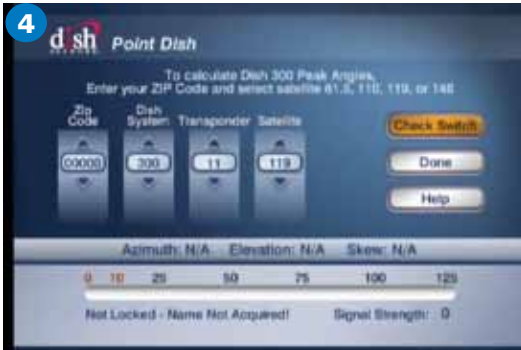 4
dish Point Dish
NETWORK
To calculate Dish 300 Peak Angles,
Enter your ZIP Code and select satellite 61.5, 110, 119, or 148
Zip Code
Dish System
Transponder
Satellite
00000
300
11
119
Check Switch
Done
Help
Azimuth: N/A Elevation: N/A Skew: N/A
0 10 25 50 75 100 125
Not Locked - Name Not Acquired! Signal Strength: 0